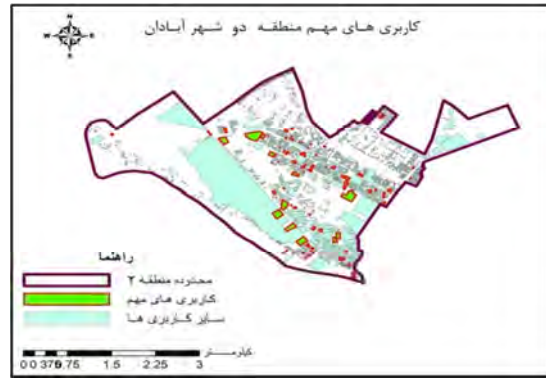 کاربری های مهم منطقه دو شهر آبادان
N
W E
S
راهنما
محدوده منطقه ۲
کاربری های مهم
سایر کاربری ها
کیلومتر
0 0.375 0.75 1.5 2.25 3